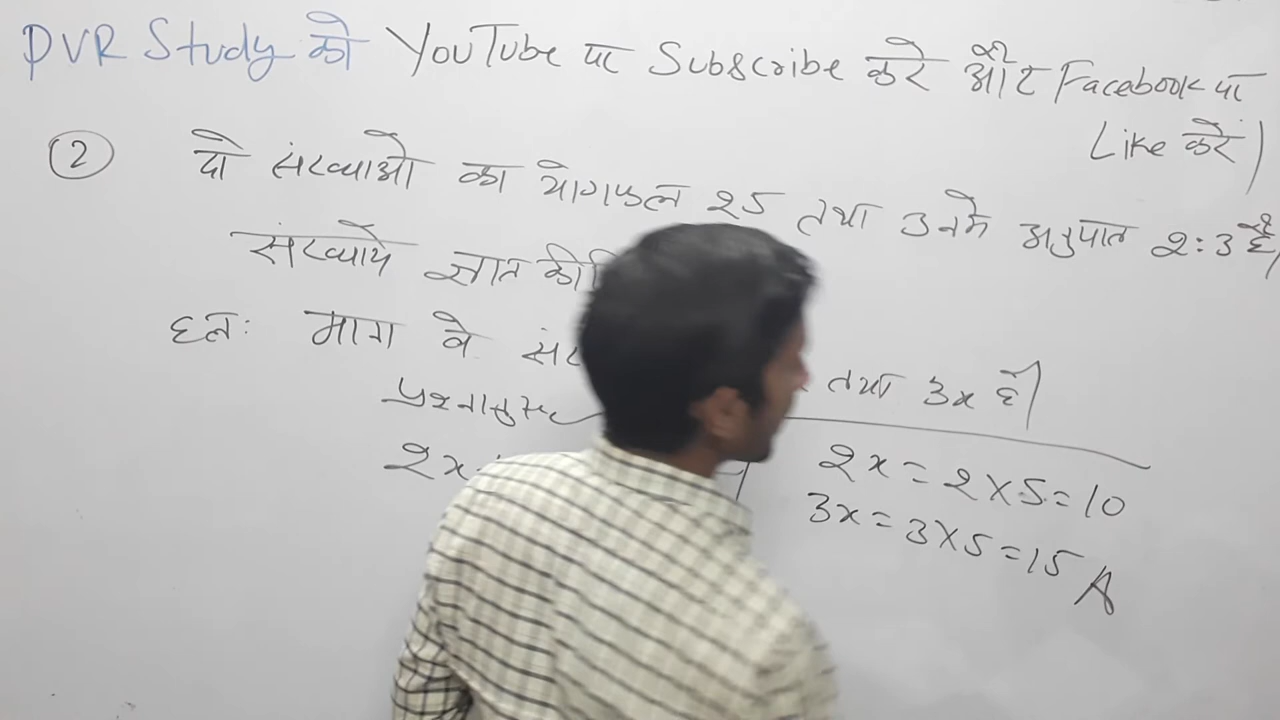 PVR Study को YouTube पर Subscribe करे और Facebook पर
Like करे।
② दो संख्याओ का योगफल 25 तथा उनमे अनुपात 2:3 है।
संख्याये ज्ञात
हल: माना वे तथा 3x है।
प्रश्नानुसार
2x
2x = 2×5 = 10
3x = 3×5 = 15 A